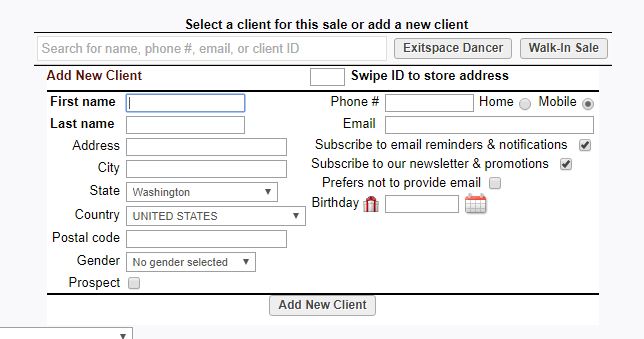 Select a client for this sale or add a new client
Search for name, phone #, email, or client ID Exitspace Dancer Walk-In Sale
Add New Client Swipe ID to store address
First name Phone # Home Mobile
Last name Email
Address Subscribe to email reminders & notifications
City Subscribe to our newsletter & promotions
State Washington Prefers not to provide email
Country UNITED STATES Birthday
Postal code
Gender No gender selected
Prospect
Add New Client